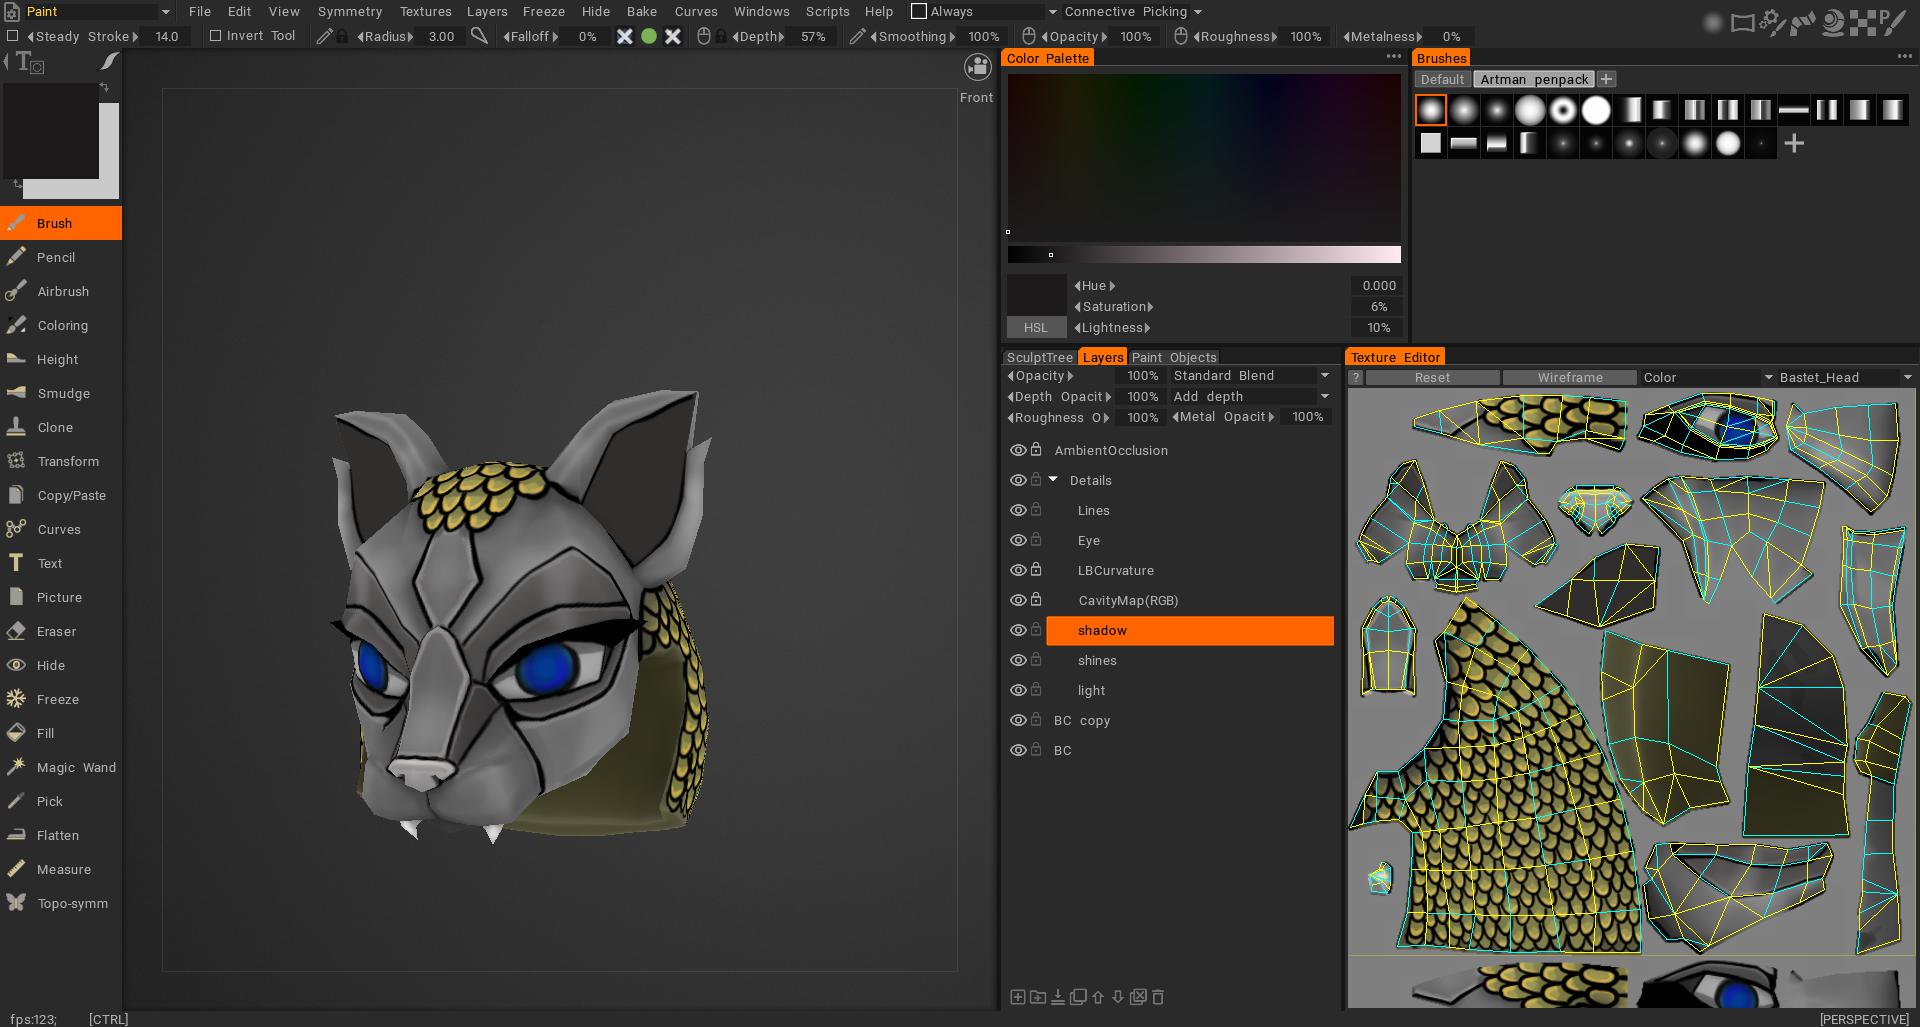 Paint File Edit View Symmetry Textures Layers Freeze Hide Bake Curves Windows Scripts Help Always Connective Picking
Steady Stroke 14.0 Invert Tool Radius 3.00 Falloff 0% Depth 57% Smoothing 100% Opacity 100% Roughness 100% Metalness 0%
Front
Color Palette
Hue 0.000
Saturation 6%
HSL Lightness 10%
Brushes
Default Artman penpack +
Brush
Pencil
Airbrush
Coloring
Height
Smudge
Clone
Transform
Copy/Paste
Curves
Text
Picture
Eraser
Hide
Freeze
Fill
Magic Wand
Pick
Flatten
Measure
Topo-symm
SculptTree Layers Paint Objects
Opacity 100% Standard Blend
Depth Opacit 100% Add depth
Roughness O 100% Metal Opacit 100%
AmbientOcclusion
Details
Lines
Eye
LBCurvature
CavityMap(RGB)
shadow
shines
light
BC copy
BC
Texture Editor
? Reset Wireframe Color Bastet_Head
fps:123; [CTRL] [PERSPECTIVE]